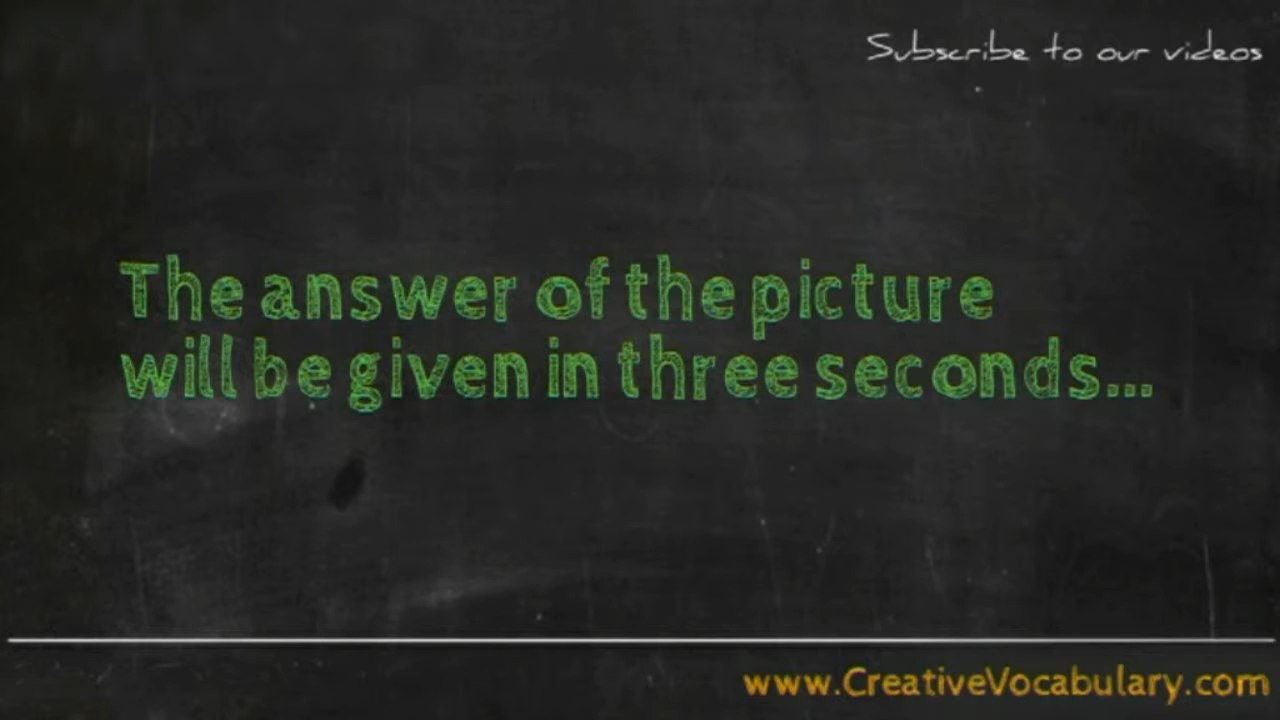 Subscribe to our videos
The answer of the picture
will be given in three seconds...
www.CreativeVocabulary.com